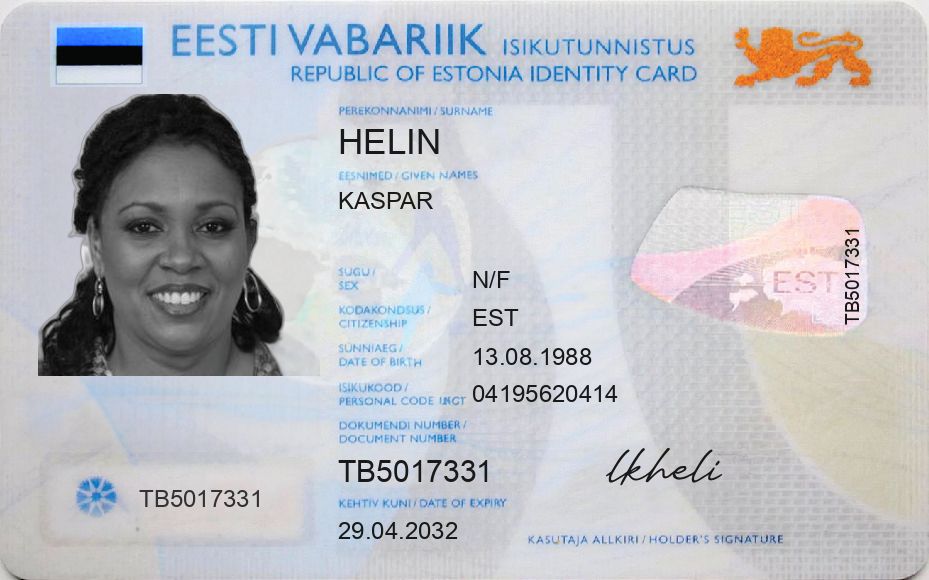 EESTI VABARIIK ISIKUTUNNISTUS
REPUBLIC OF ESTONIA IDENTITY CARD
PEREKONNANIMI / SURNAME
HELIN
EESNIMED / GIVEN NAMES
KASPAR
SUGU / SEX
N/F
KODAKONDSUS / CITIZENSHIP
EST
SÜNNIAEG / DATE OF BIRTH
13.08.1988
ISIKUKOOD / PERSONAL CODE
04195620414
DOKUMENDI NUMBER / DOCUMENT NUMBER
TB5017331
KEHTIV KUNI / DATE OF EXPIRY
29.04.2032
TB5017331
EST
TB5017331
lkheli
KASUTAJA ALLKIRI / HOLDER'S SIGNATURE